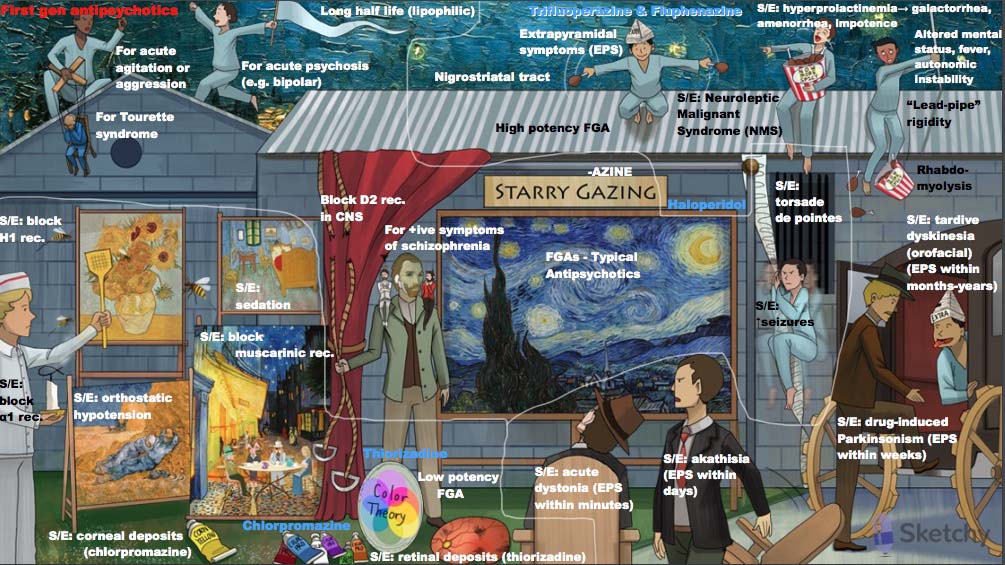 First gen antipsychotics
Long half life (lipophilic)
Trifluoperazine & Fluphenazine
S/E: hyperprolactinemia→ galactorrhea,
amenorrhea, impotence
For acute
agitation or
aggression
For acute psychosis
(e.g. bipolar)
Extrapyramidal
symptoms (EPS)
Nigrostriatal tract
Altered mental
status, fever,
autonomic
instability
For Tourette
syndrome
High potency FGA
S/E: Neuroleptic
Malignant
Syndrome (NMS)
"Lead-pipe"
rigidity
Rhabdo-
myolysis
-AZINE
STARRY GAZING
Haloperidol
Block D2 rec.
in CNS
S/E:
torsade
de pointes
S/E: block
H1 rec.
For +ive symptoms
of schizophrenia
FGAs - Typical
Antipsychotics
S/E: tardive
dyskinesia
(orofacial)
(EPS within
months-years)
S/E:
sedation
S/E:
↑seizures
EXTRA
S/E: block
muscarinic rec.
S/E:
block
α1 rec.
S/E: orthostatic
hypotension
S/E: drug-induced
Parkinsonism (EPS
within weeks)
Thiorizadine
Low potency
FGA
Color
Theory
S/E: acute
dystonia (EPS
within minutes)
S/E: akathisia
(EPS within
days)
Chlorpromazine
S/E: corneal deposits
(chlorpromazine)
S/E: retinal deposits (thiorizadine)
Sketchy